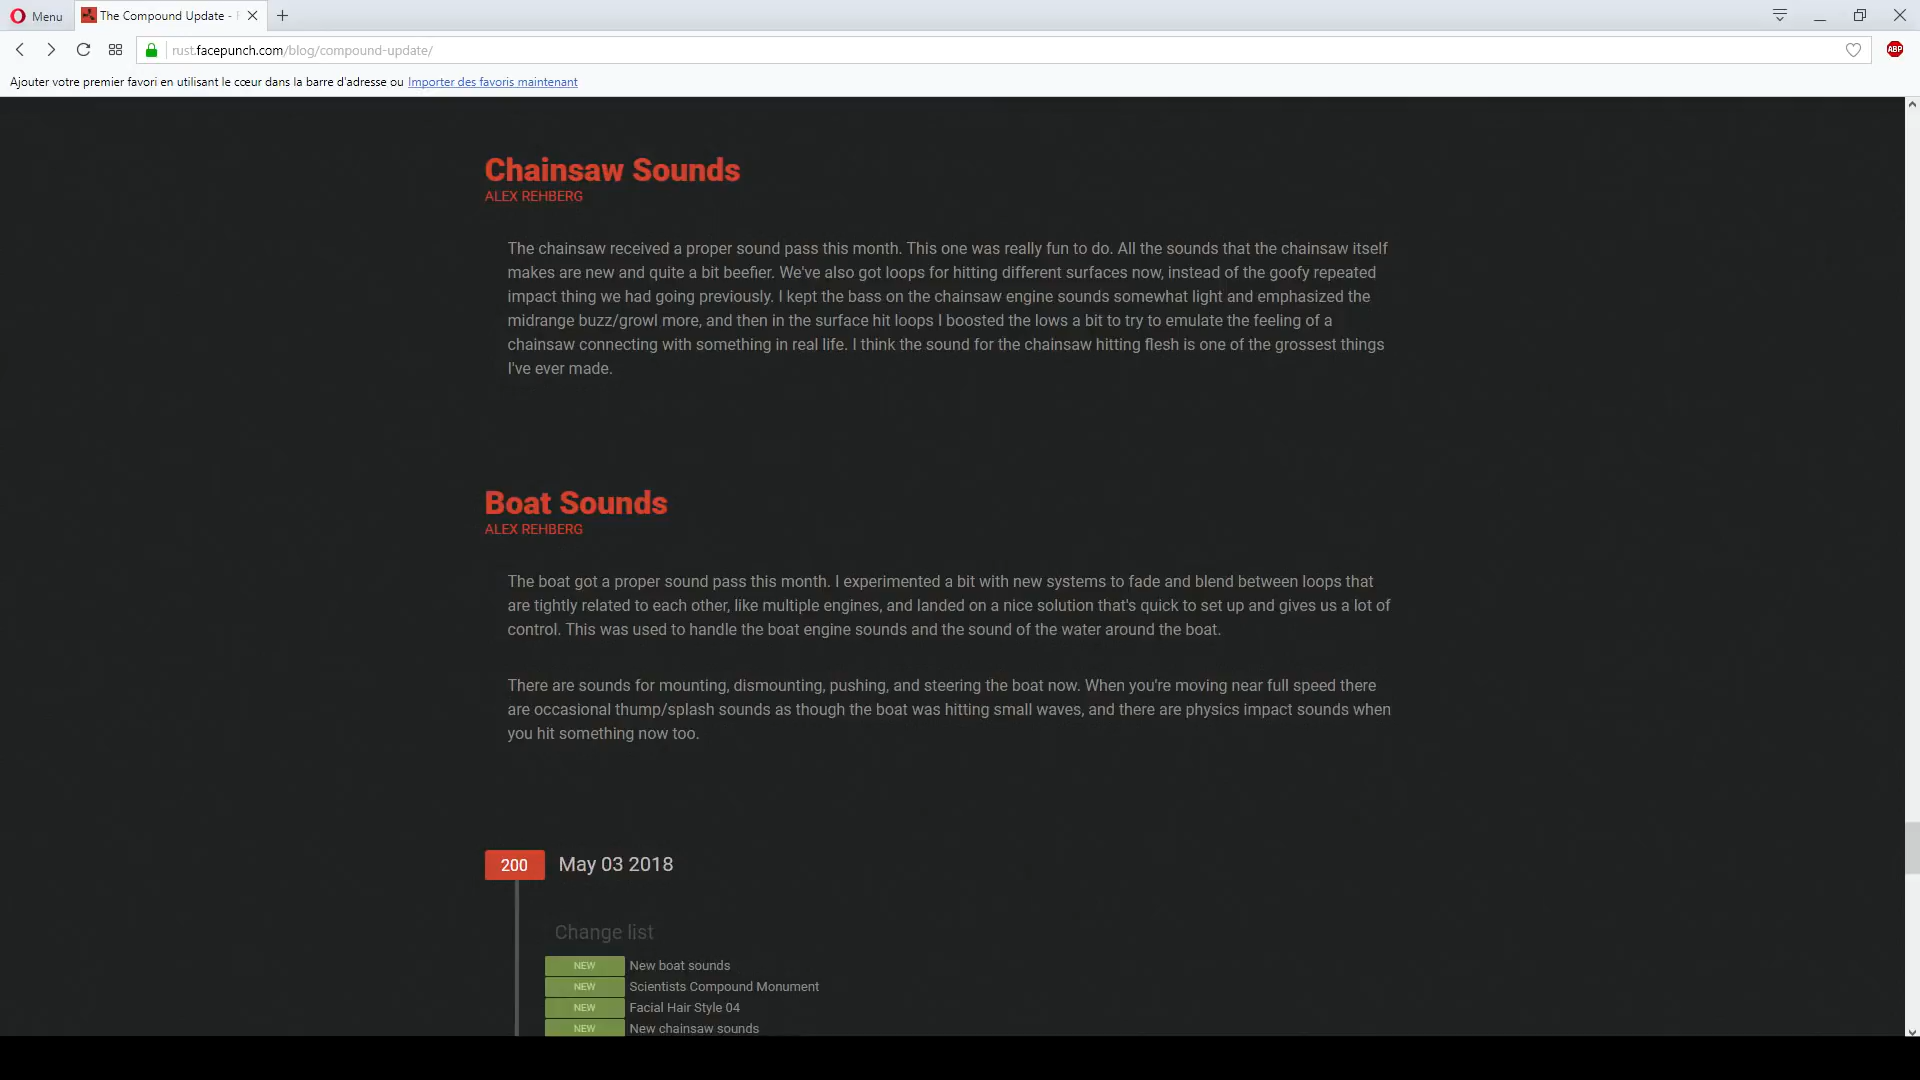 Menu
The Compound Update -
rust.facepunch.com/blog/compound-update/
ABP
Ajouter votre premier favori en utilisant le cœur dans la barre d'adresse ou Importer des favoris maintenant
Chainsaw Sounds
ALEX REHBERG
The chainsaw received a proper sound pass this month. This one was really fun to do. All the sounds that the chainsaw itself
makes are new and quite a bit beefier. We've also got loops for hitting different surfaces now, instead of the goofy repeated
impact thing we had going previously. I kept the bass on the chainsaw engine sounds somewhat light and emphasized the
midrange buzz/growl more, and then in the surface hit loops I boosted the lows a bit to try to emulate the feeling of a
chainsaw connecting with something in real life. I think the sound for the chainsaw hitting flesh is one of the grossest things
I've ever made.
Boat Sounds
ALEX REHBERG
The boat got a proper sound pass this month. I experimented a bit with new systems to fade and blend between loops that
are tightly related to each other, like multiple engines, and landed on a nice solution that's quick to set up and gives us a lot of
control. This was used to handle the boat engine sounds and the sound of the water around the boat.
There are sounds for mounting, dismounting, pushing, and steering the boat now. When you're moving near full speed there
are occasional thump/splash sounds as though the boat was hitting small waves, and there are physics impact sounds when
you hit something now too.
200 May 03 2018
Change list
NEW New boat sounds
NEW Scientists Compound Monument
NEW Facial Hair Style 04
NEW New chainsaw sounds